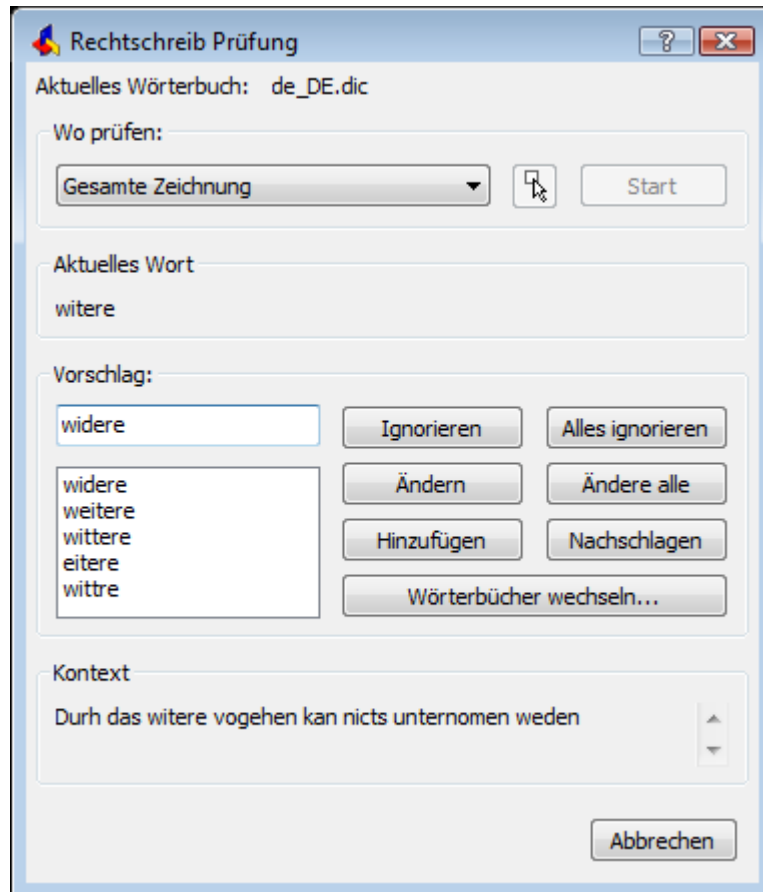 Rechtschreib Prüfung
Aktuelles Wörterbuch: de_DE.dic
Wo prüfen:
Gesamte Zeichnung
Start
Aktuelles Wort
witere
Vorschlag:
widere
Ignorieren
Alles ignorieren
widere
weitere
wittere
eitere
wittre
Ändern
Ändere alle
Hinzufügen
Nachschlagen
Wörterbücher wechseln...
Kontext
Durh das witere vogehen kan nicts unternomen weden
Abbrechen